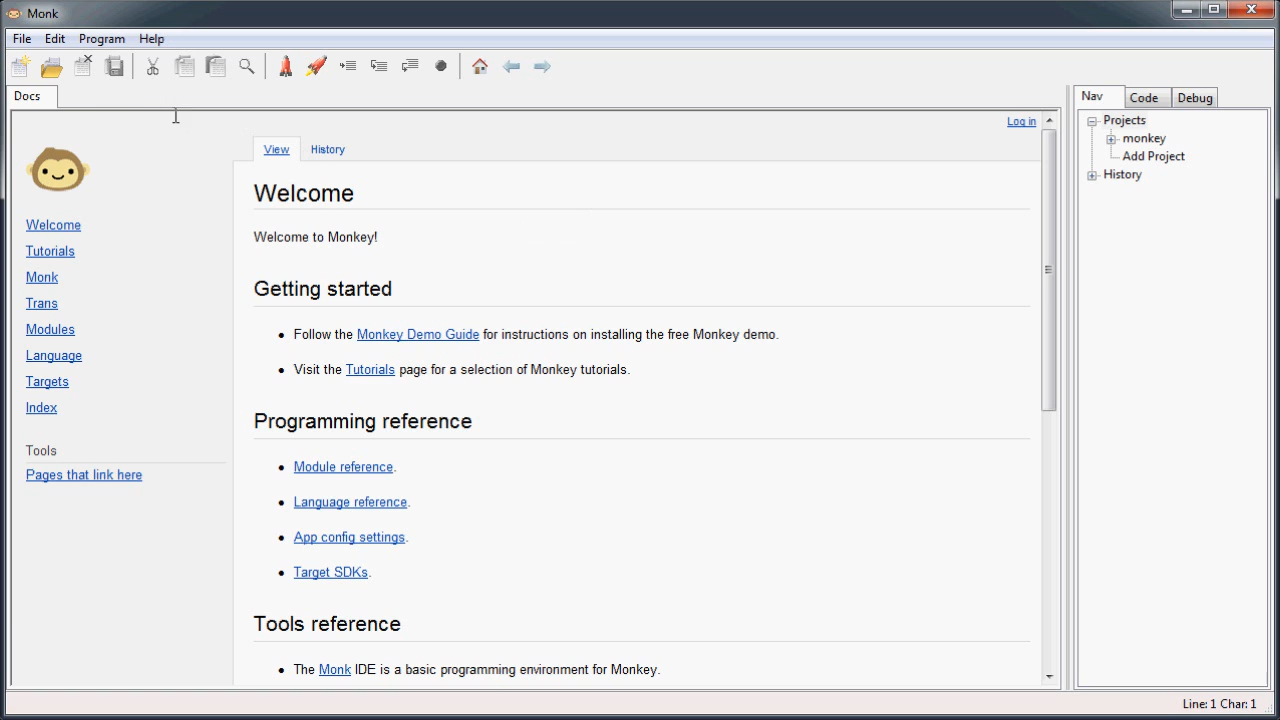 Monk
File Edit Program Help
Docs
Nav Code Debug
Log in
View History
Welcome
Tutorials
Monk
Trans
Modules
Language
Targets
Index
Tools
Pages that link here
Welcome
Welcome to Monkey!
Getting started
Follow the Monkey Demo Guide for instructions on installing the free Monkey demo.
Visit the Tutorials page for a selection of Monkey tutorials.
Programming reference
Module reference.
Language reference.
App config settings.
Target SDKs.
Tools reference
The Monk IDE is a basic programming environment for Monkey.
Projects
monkey
Add Project
History
Line: 1 Char: 1